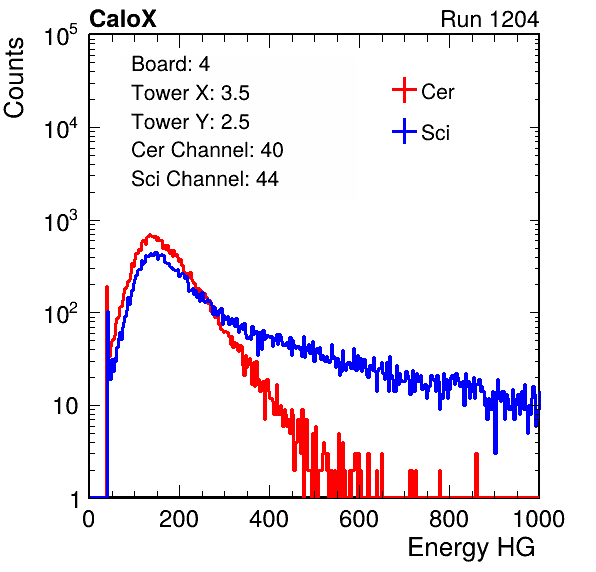 CaloX Run 1204
Counts
10^5
10^4
10^3
10^2
10
1
Board: 4
Tower X: 3.5
Tower Y: 2.5
Cer Channel: 40
Sci Channel: 44
Cer
Sci
0 200 400 600 800 1000
Energy HG